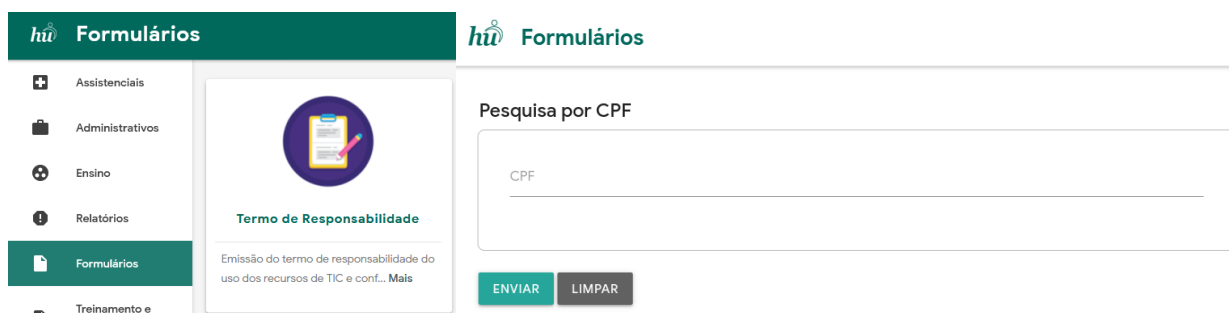 hu Formulários
Assistenciais
Administrativos
Ensino
Relatórios
Formulários
Treinamento e
Termo de Responsabilidade
Emissão do termo de responsabilidade do
uso dos recursos de TIC e conf... Mais
hu Formulários
Pesquisa por CPF
CPF
ENVIAR LIMPAR